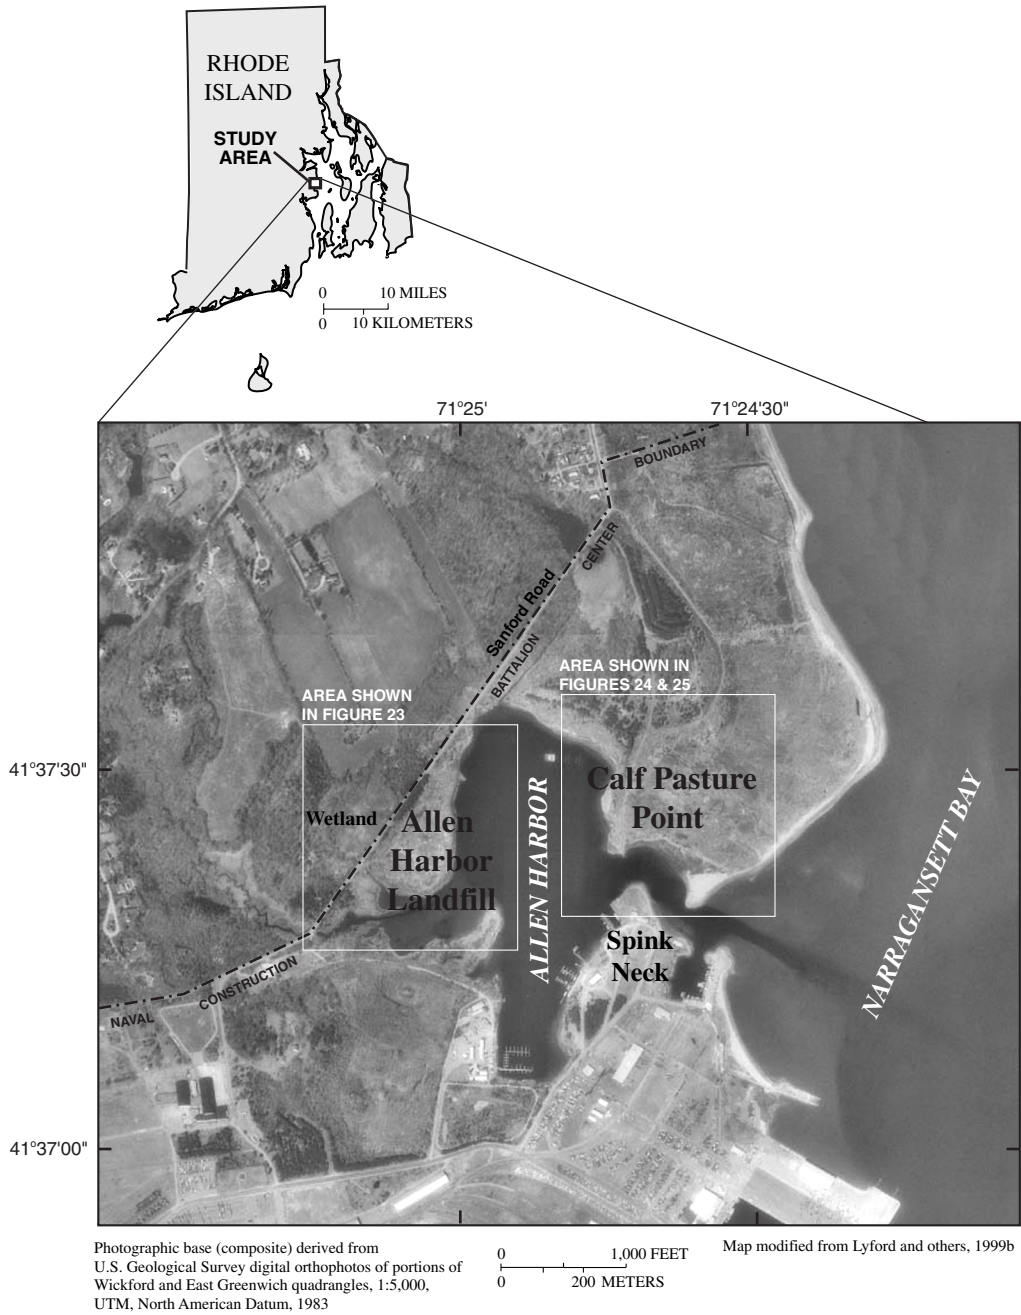 RHODE
ISLAND
STUDY
AREA
0 10 MILES
0 10 KILOMETERS
71°25' 71°24'30"
BOUNDARY
CENTER
Sanford Road
BATTALION
AREA SHOWN IN
FIGURES 24 & 25
AREA SHOWN
IN FIGURE 23
41°37'30"
Calf Pasture
Point
Wetland
Allen
Harbor
Landfill
ALLEN HARBOR
NARRAGANSETT BAY
Spink
Neck
CONSTRUCTION
NAVAL
41°37'00"
Photographic base (composite) derived from
U.S. Geological Survey digital orthophotos of portions of
Wickford and East Greenwich quadrangles, 1:5,000,
UTM, North American Datum, 1983
0 1,000 FEET
0 200 METERS
Map modified from Lyford and others, 1999b